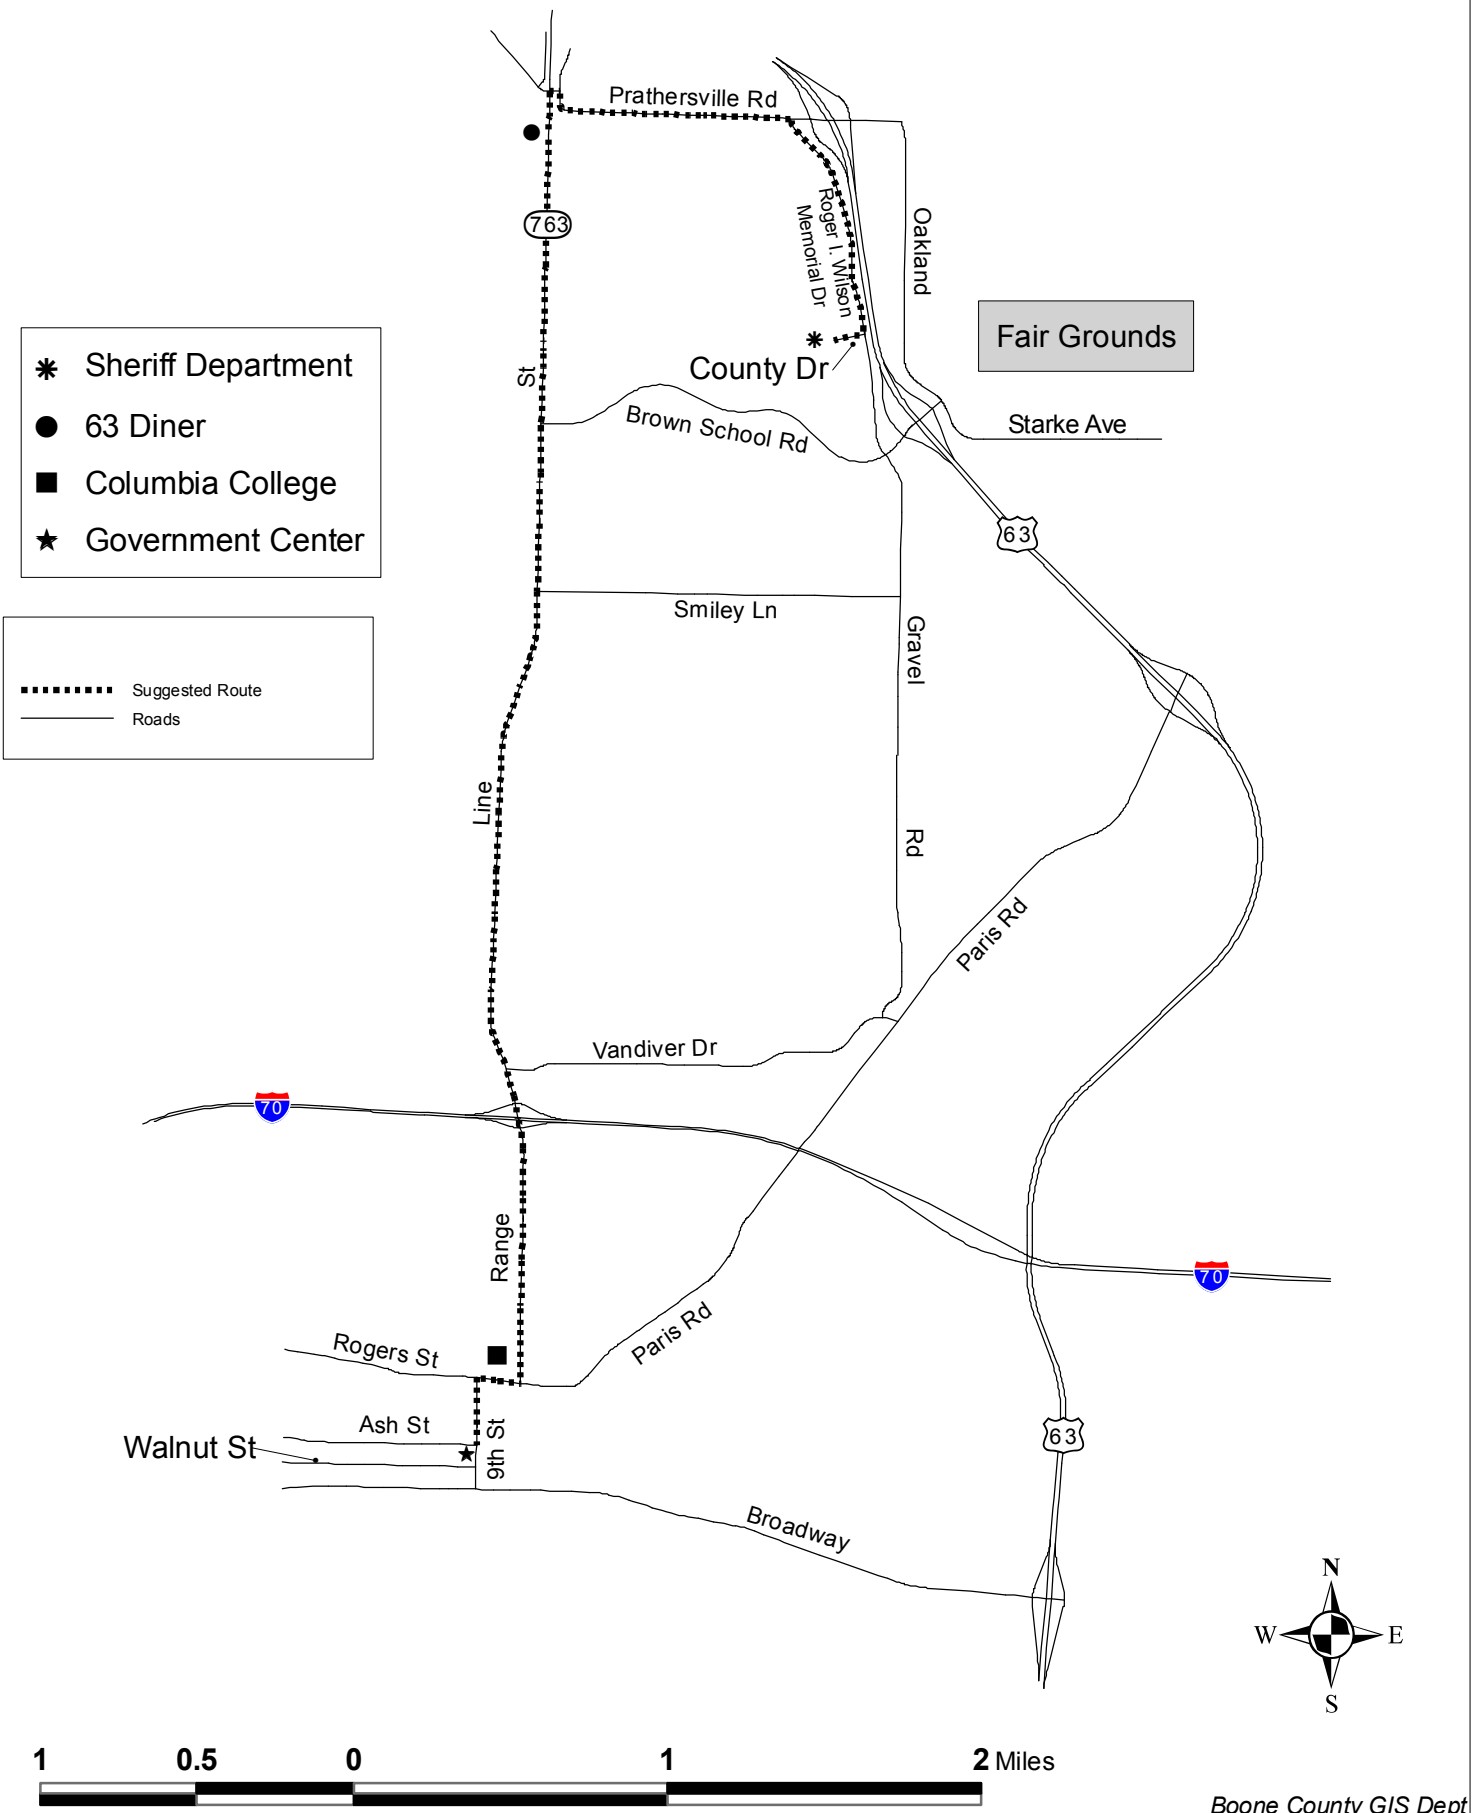 Prathersville Rd
763
Roger I. Wilson
Memorial Dr
Oakland
Fair Grounds
Sheriff Department
63 Diner
Columbia College
Government Center
St
County Dr
Brown School Rd
Starke Ave
63
Smiley Ln
Gravel
Suggested Route
Roads
Line
Rd
Paris Rd
Vandiver Dr
70
Range
70
Paris Rd
Rogers St
Ash St
Walnut St
9th St
63
Broadway
N
W E
S
1 0.5 0 1 2 Miles
Boone County GIS Dept